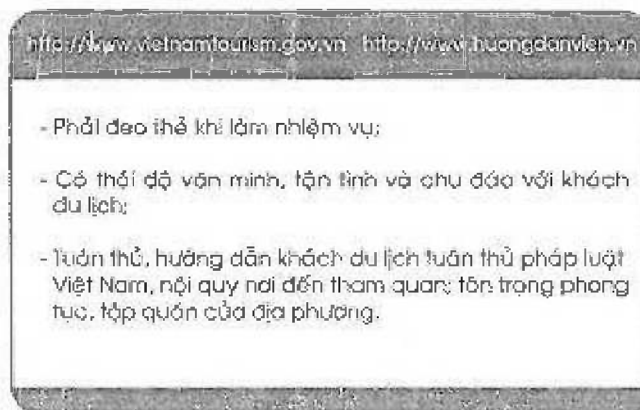 http://www.vietnamtourism.gov.vn http://www.huongdanvien.vn
- Phải đeo thẻ khi làm nhiệm vụ;
- Có thái độ văn minh, tận tình và chu đáo với khách
du lịch;
- Tuân thủ, hướng dẫn khách du lịch tuân thủ pháp luật
Việt Nam, nội quy nơi đến tham quan; tôn trọng phong
tục, tập quán của địa phương.